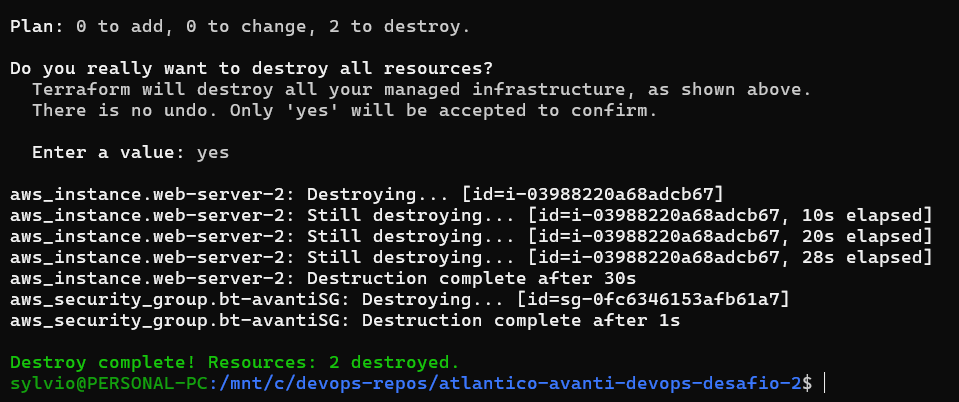 Plan: 0 to add, 0 to change, 2 to destroy.
Do you really want to destroy all resources?
Terraform will destroy all your managed infrastructure, as shown above.
There is no undo. Only 'yes' will be accepted to confirm.
Enter a value: yes
aws_instance.web-server-2: Destroying... [id=i-03988220a68adcb67]
aws_instance.web-server-2: Still destroying... [id=i-03988220a68adcb67, 10s elapsed]
aws_instance.web-server-2: Still destroying... [id=i-03988220a68adcb67, 20s elapsed]
aws_instance.web-server-2: Still destroying... [id=i-03988220a68adcb67, 28s elapsed]
aws_instance.web-server-2: Destruction complete after 30s
aws_security_group.bt-avantiSG: Destroying... [id=sg-0fc6346153afb61a7]
aws_security_group.bt-avantiSG: Destruction complete after 1s
Destroy complete! Resources: 2 destroyed.
sylvio@PERSONAL-PC:/mnt/c/devops-repos/atlantico-avanti-devops-desafio-2$